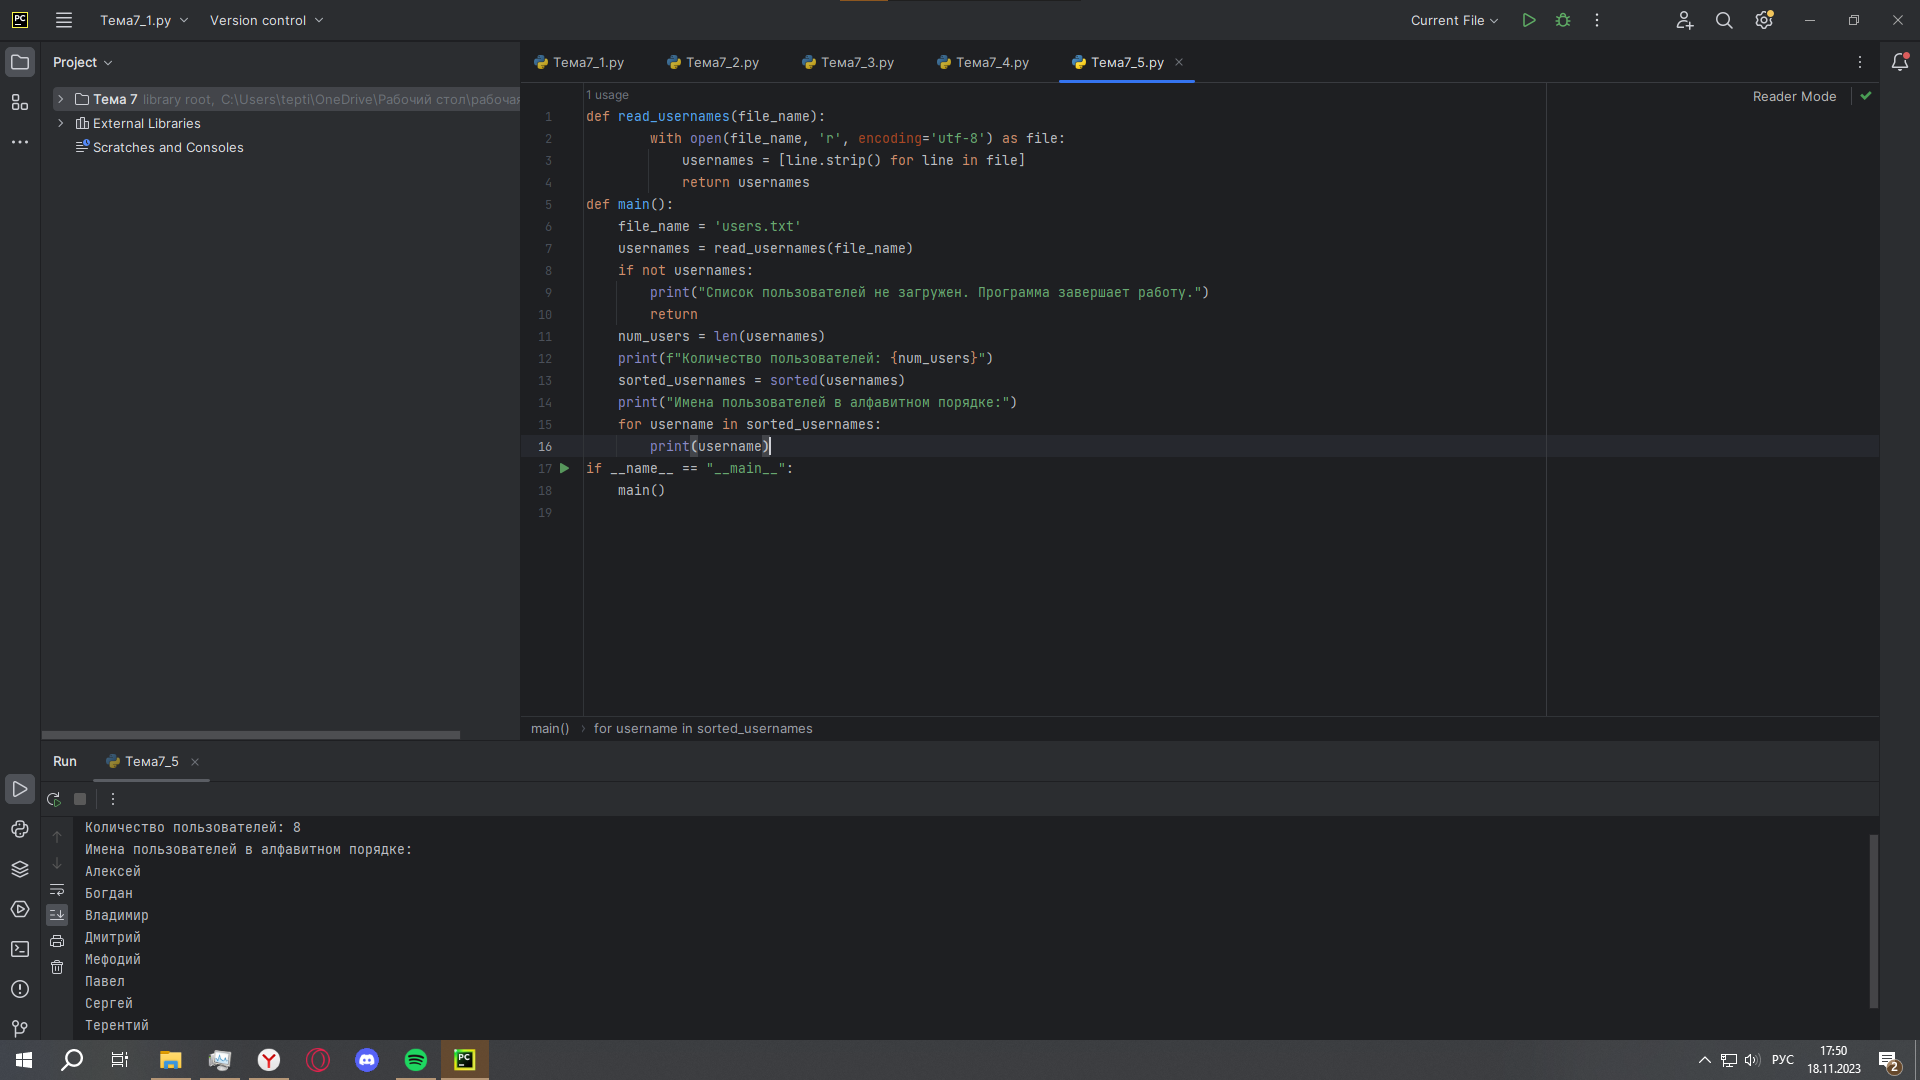 PC Тема7_1.py Version control Current File
Project
Тема7_1.py Тема7_2.py Тема7_3.py Тема7_4.py Тема7_5.py
Тема 7 library root, C:\Users\tepti\OneDrive\Рабочий стол\рабочая
External Libraries
Scratches and Consoles
Reader Mode
1 usage
1 def read_usernames(file_name):
2 with open(file_name, 'r', encoding='utf-8') as file:
3 usernames = [line.strip() for line in file]
4 return usernames
5 def main():
6 file_name = 'users.txt'
7 usernames = read_usernames(file_name)
8 if not usernames:
9 print("Список пользователей не загружен. Программа завершает работу.")
10 return
11 num_users = len(usernames)
12 print(f"Количество пользователей: {num_users}")
13 sorted_usernames = sorted(usernames)
14 print("Имена пользователей в алфавитном порядке:")
15 for username in sorted_usernames:
16 print(username)
17 if __name__ == "__main__":
18 main()
19
main() for username in sorted_usernames
Run Тема7_5
Количество пользователей: 8
Имена пользователей в алфавитном порядке:
Алексей
Богдан
Владимир
Дмитрий
Мефодий
Павел
Сергей
Терентий
PC РУС 17:50
18.11.2023 2